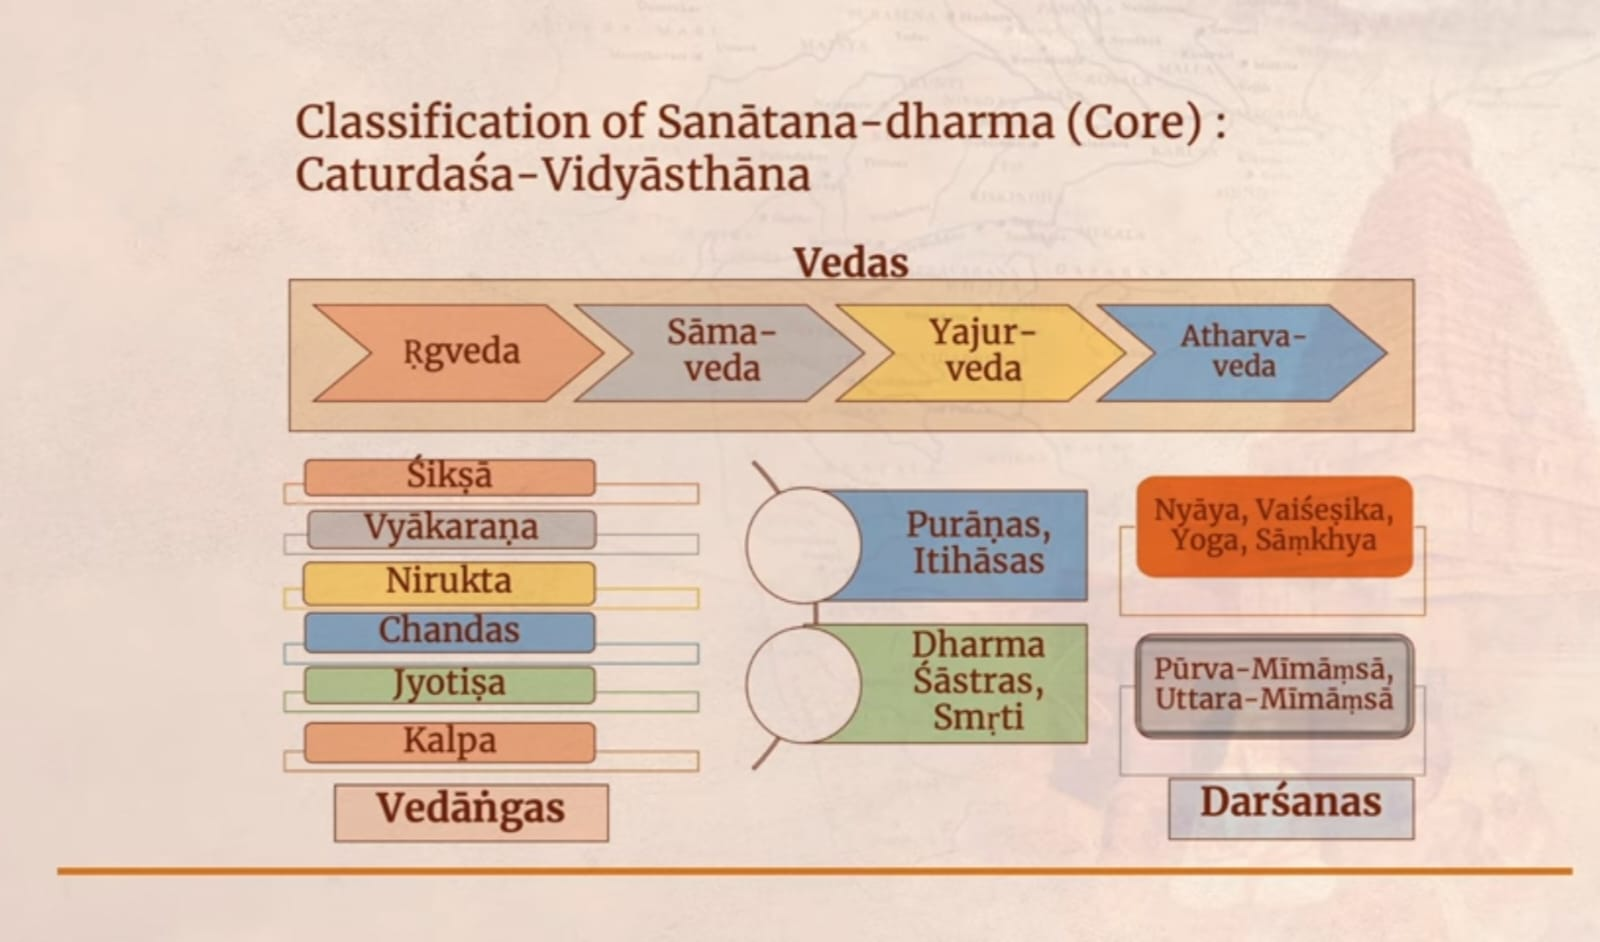 Classification of Sanātana-dharma (Core) :
Caturdaśa-Vidyāsthāna
Vedas
Ṛgveda
Sāma-
veda
Yajur-
veda
Atharva-
veda
Śikṣā
Vyākaraṇa
Nirukta
Chandas
Jyotiṣa
Kalpa
Vedāṅgas
Purāṇas,
Itihāsas
Dharma
Śāstras,
Smṛti
Nyāya, Vaiśeṣika,
Yoga, Sāṃkhya
Pūrva-Mīmāṃsā,
Uttara-Mīmāṃsā
Darśanas